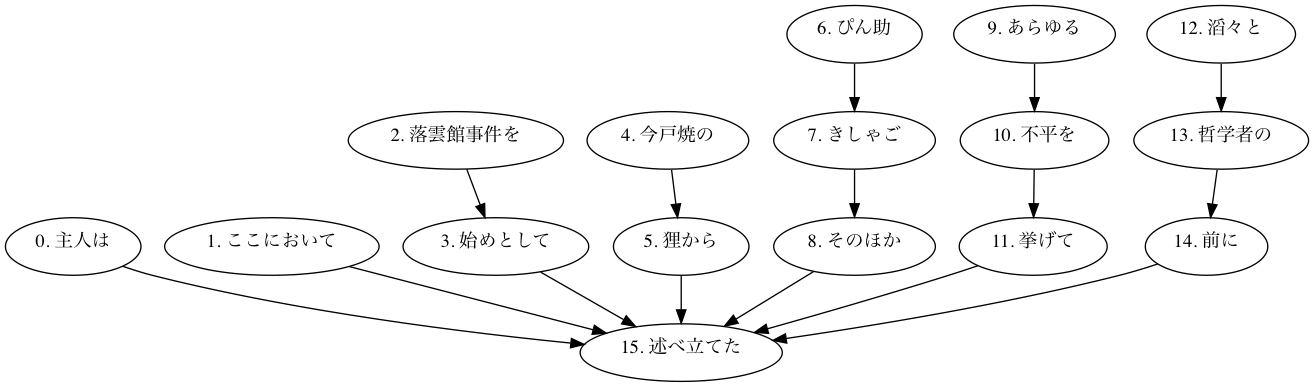 6. ぴん助
9. あらゆる
12. 滔々と
2. 落雲館事件を
4. 今戸焼の
7. きしゃご
10. 不平を
13. 哲学者の
0. 主人は
1. ここにおいて
3. 始めとして
5. 狸から
8. そのほか
11. 挙げて
14. 前に
15. 述べ立てた